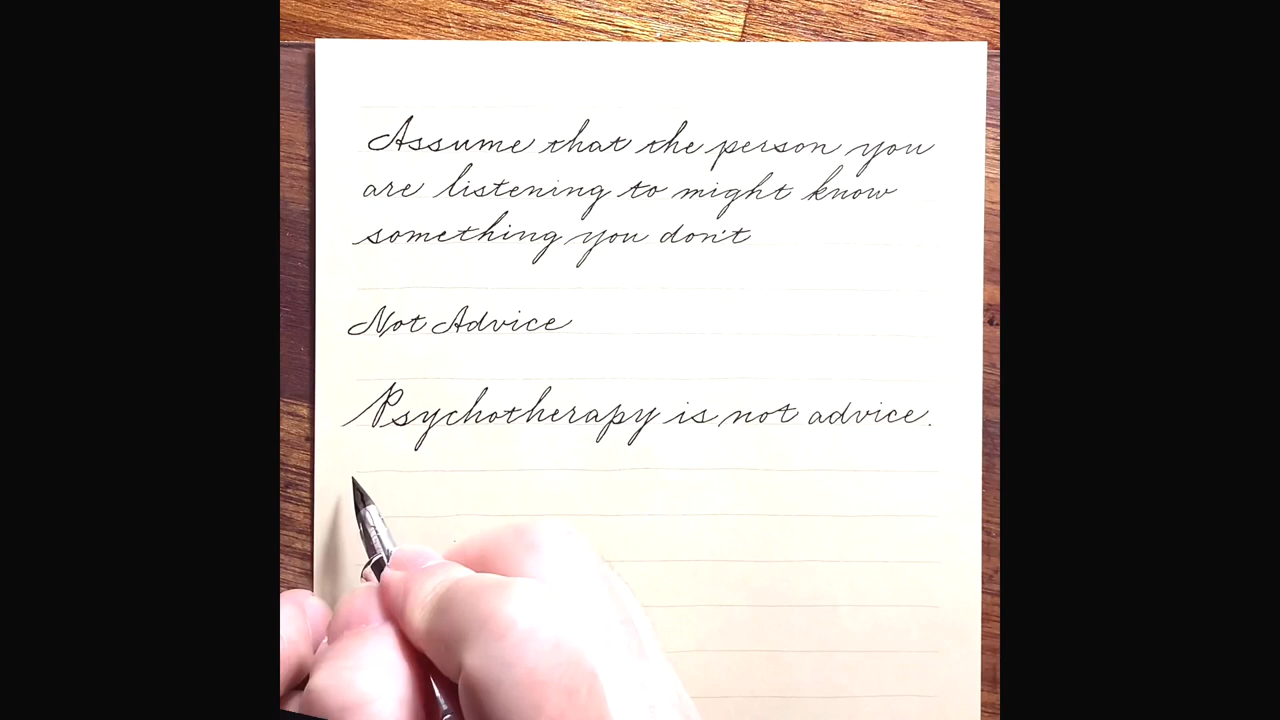 Assume that the person you
are listening to might know
something you don't
Not Advice
Psychotherapy is not advice.